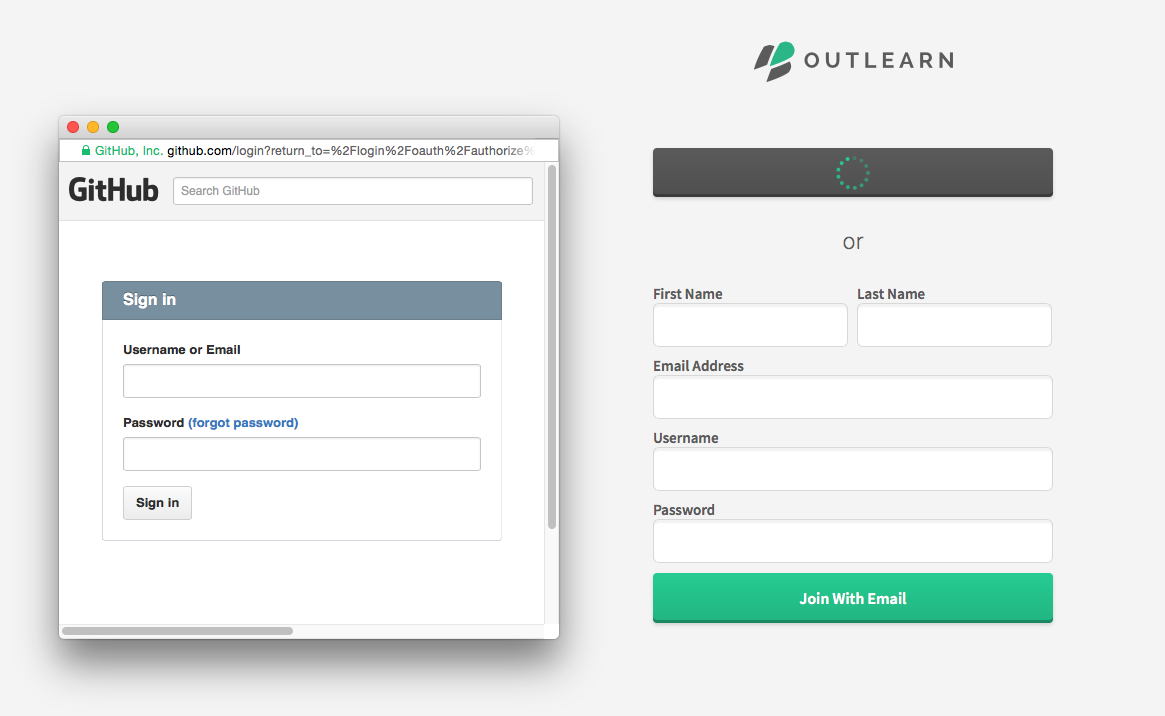 GitHub, Inc. github.com/login?return_to=%2Flogin%2Foauth%2Fauthorize%
GitHub
Search GitHub
Sign in
Username or Email
Password (forgot password)
Sign in
OUTLEARN
or
First Name
Last Name
Email Address
Username
Password
Join With Email